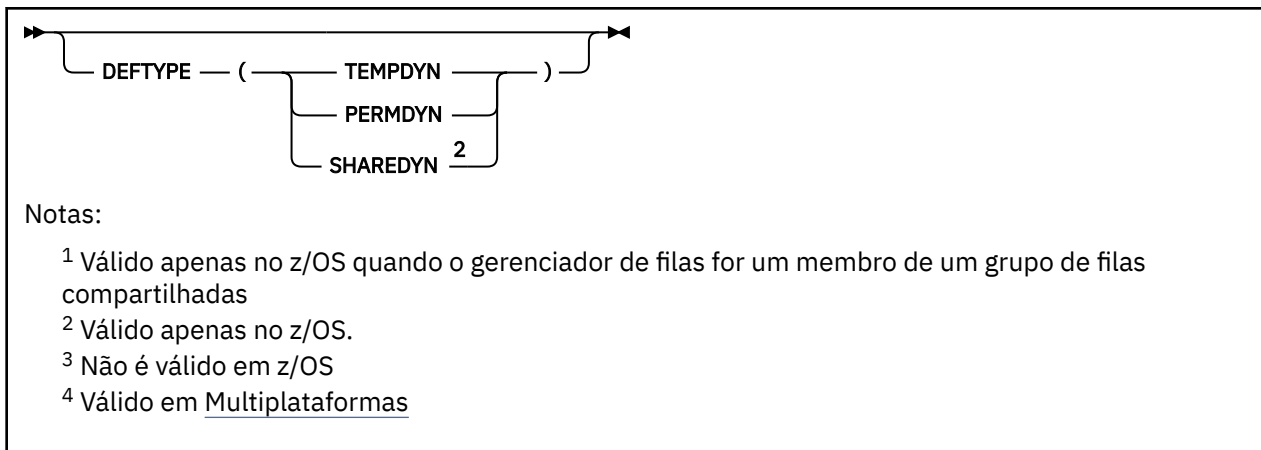 DEFTYPE ( TEMPDYN )
PERMDYN
SHAREDYN 2
Notas:
1 Válido apenas no z/OS quando o gerenciador de filas for um membro de um grupo de filas
compartilhadas
2 Válido apenas no z/OS.
3 Não é válido em z/OS
4 Válido em Multiplataformas